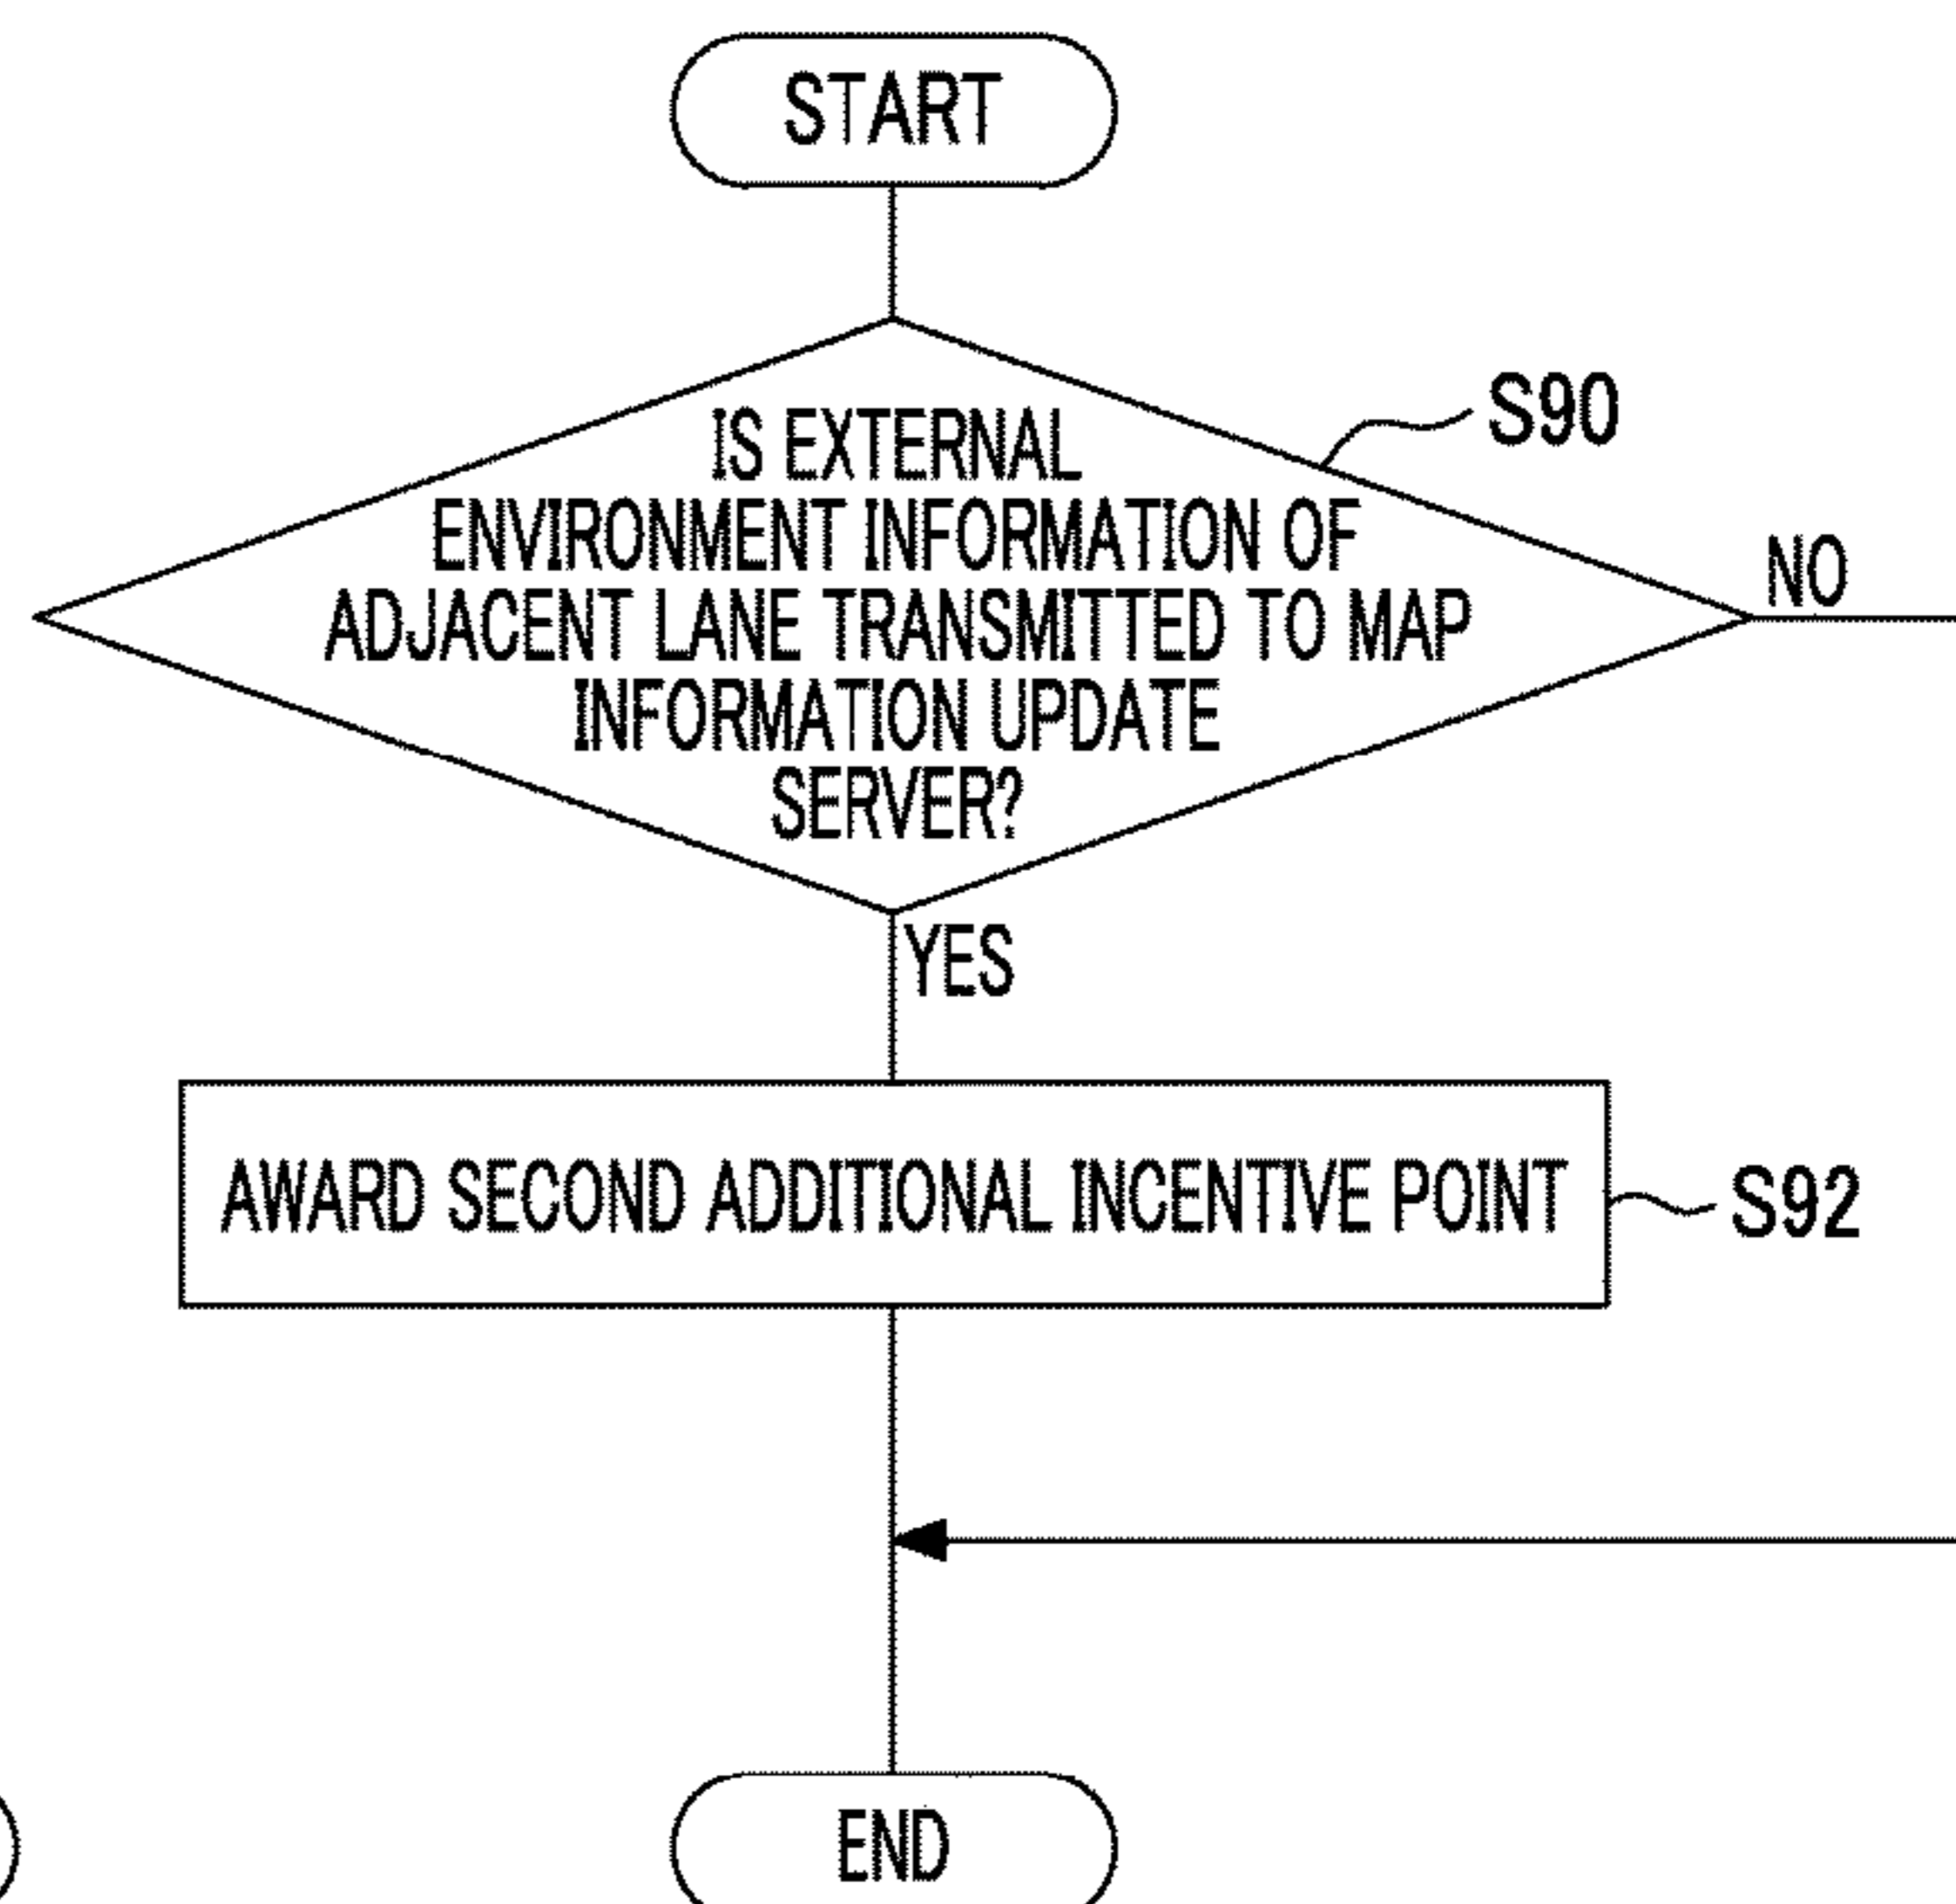 START
IS EXTERNAL
ENVIRONMENT INFORMATION OF
ADJACENT LANE TRANSMITTED TO MAP
INFORMATION UPDATE
SERVER?
S90
NO
YES
AWARD SECOND ADDITIONAL INCENTIVE POINT
S92
END